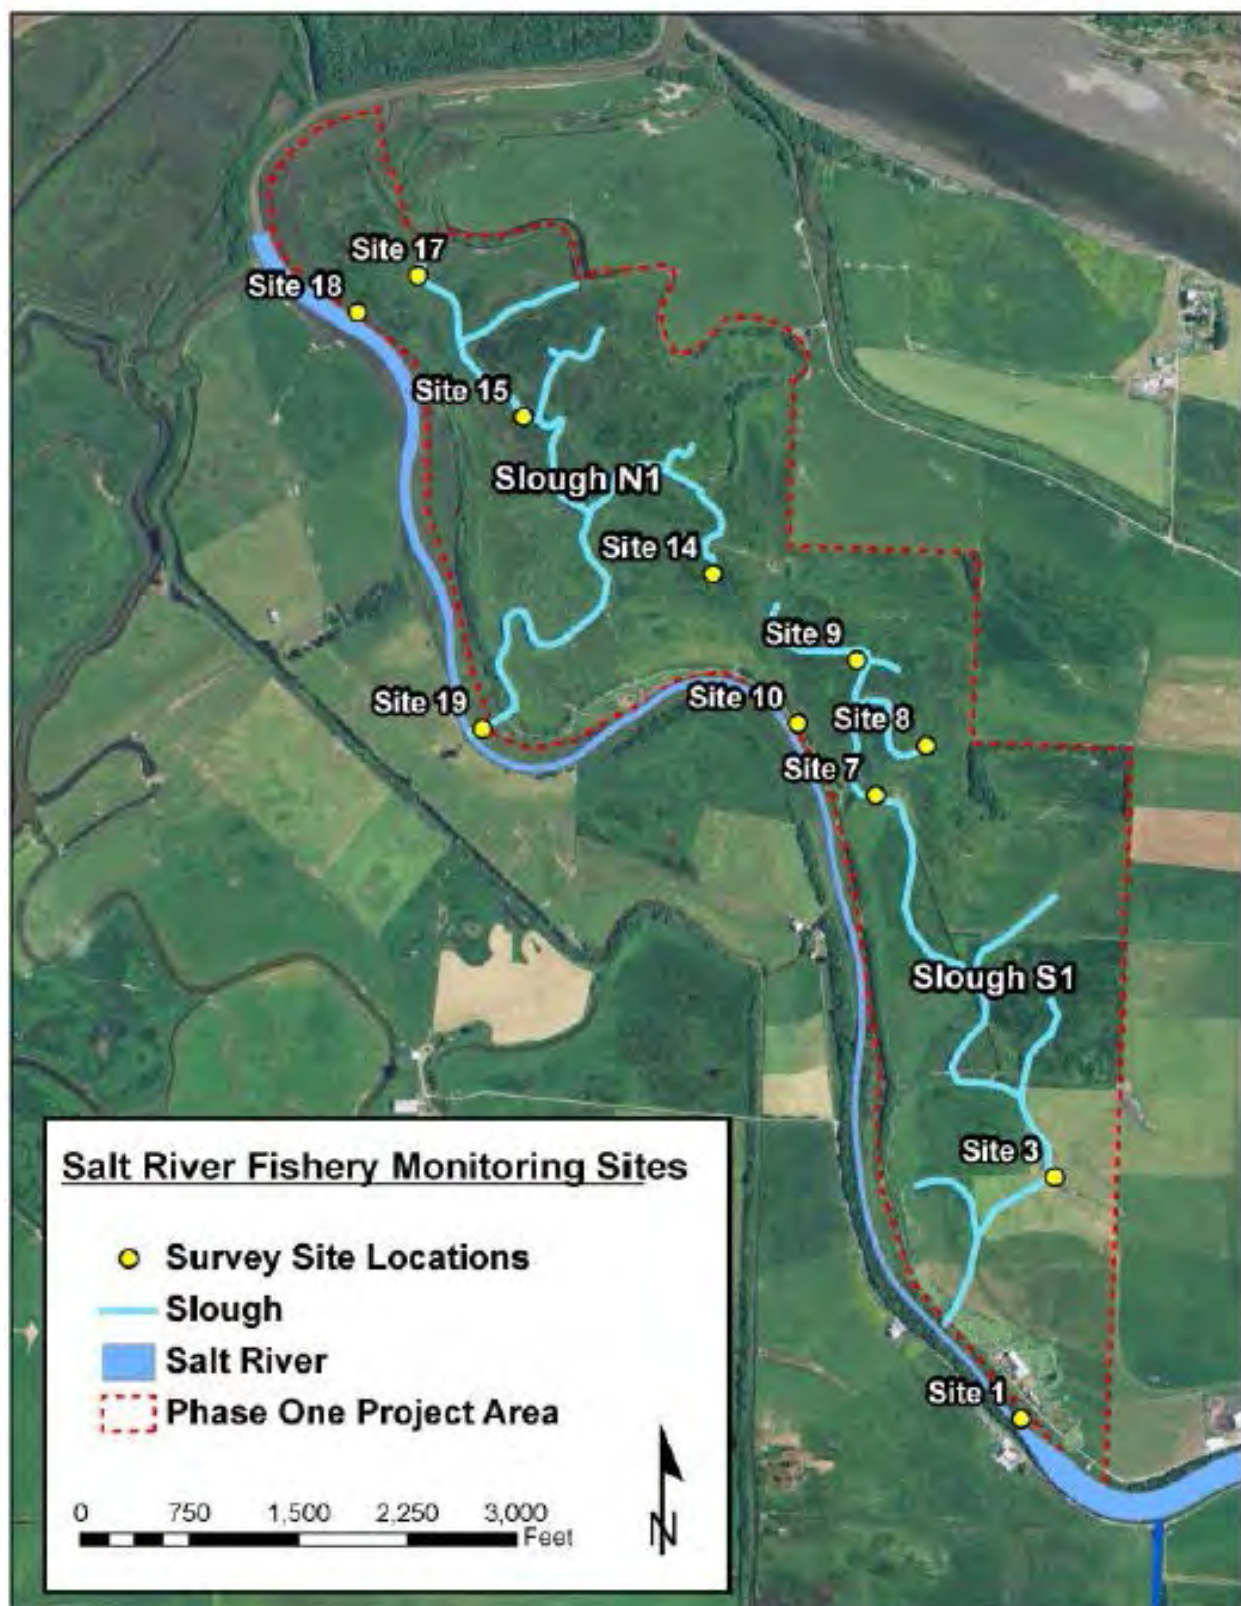 Site 17
Site 18
Site 15
Slough N1
Site 14
Site 9
Site 19
Site 10
Site 8
Site 7
Slough S1
Site 3
Site 1
Salt River Fishery Monitoring Sites
Survey Site Locations
Slough
Salt River
Phase One Project Area
0 750 1,500 2,250 3,000
Feet
N